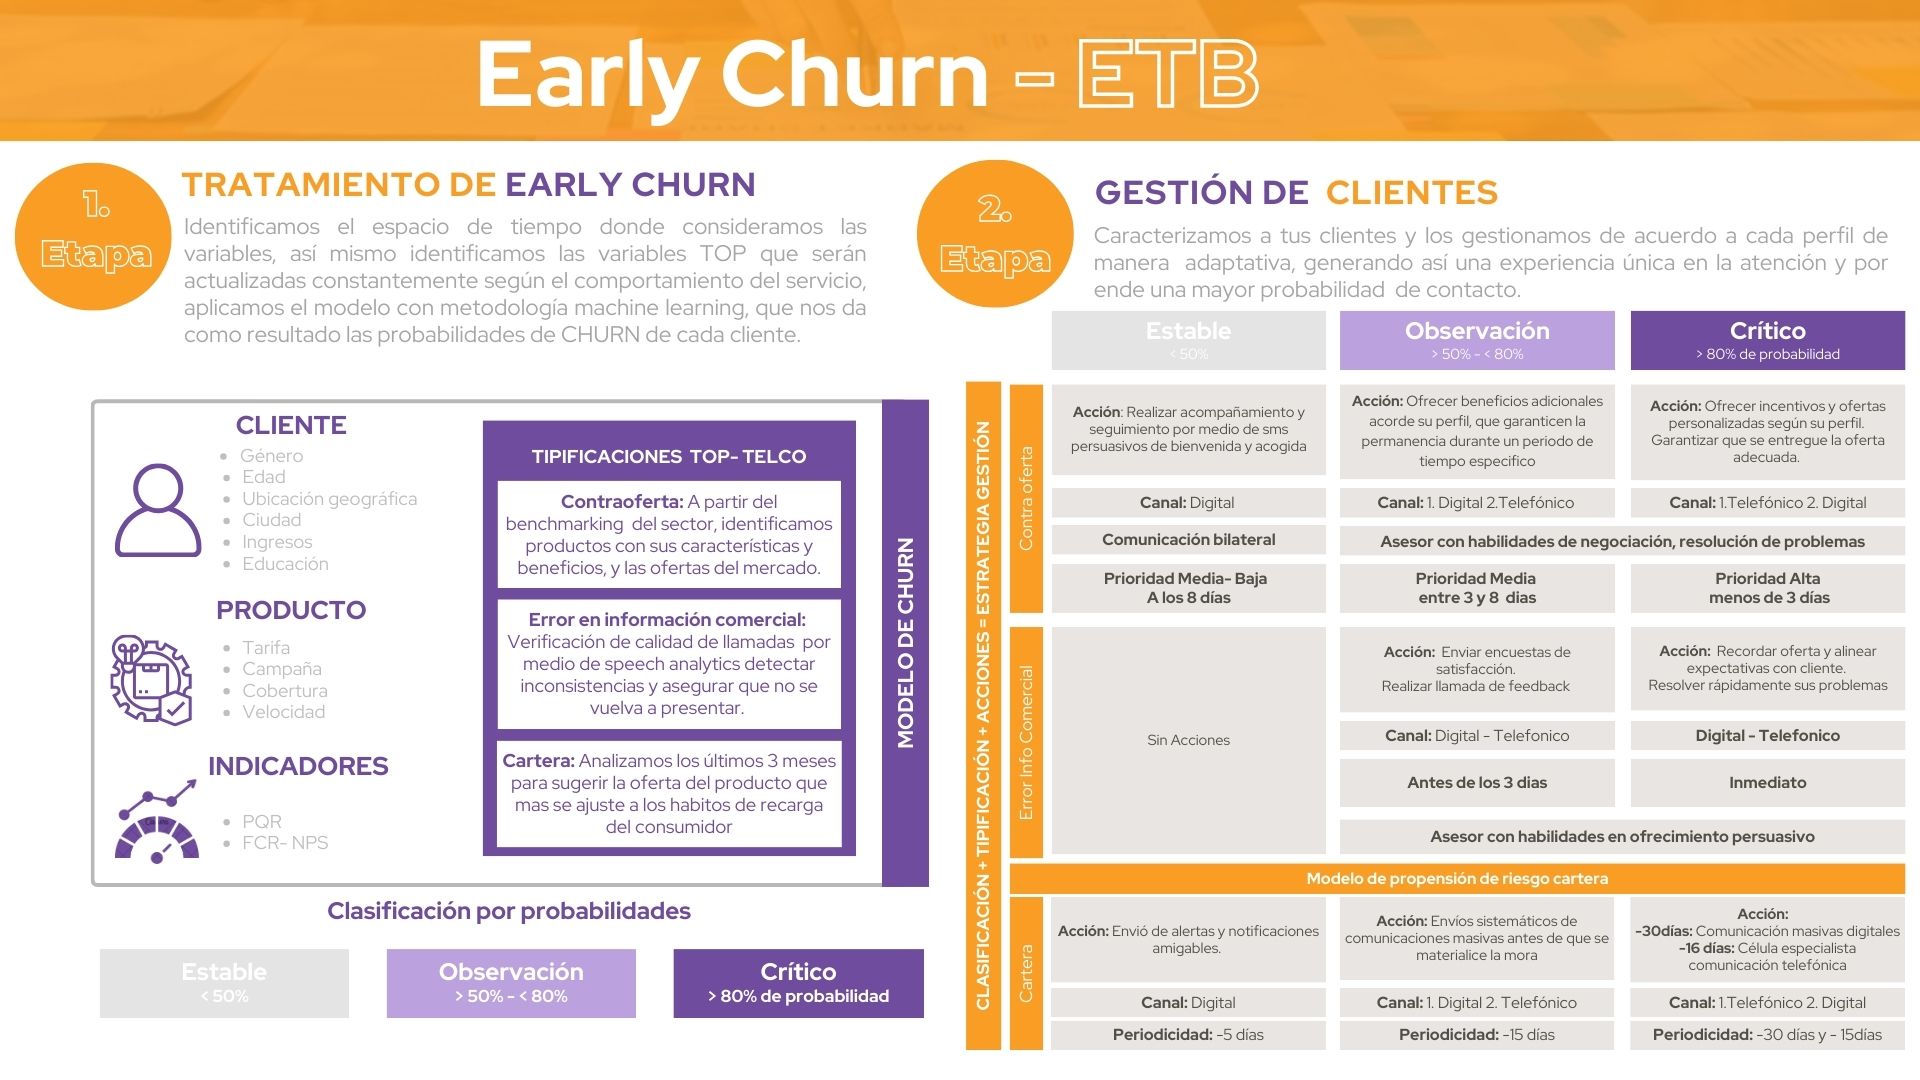 Early Churn - ETB
1.
Etapa
TRATAMIENTO DE EARLY CHURN
Identificamos el espacio de tiempo donde consideramos las
variables, así mismo identificamos las variables TOP que serán
actualizadas constantemente según el comportamiento del servicio,
aplicamos el modelo con metodología machine learning, que nos da
como resultado las probabilidades de CHURN de cada cliente.
CLIENTE
• Género
• Edad
• Ubicación geográfica
• Ciudad
• Ingresos
• Educación
PRODUCTO
• Tarifa
• Campaña
• Cobertura
• Velocidad
INDICADORES
• PQR
• FCR- NPS
TIPIFICACIONES TOP- TELCO
Contraoferta: A partir del
benchmarking del sector, identificamos
productos con sus características y
beneficios, y las ofertas del mercado.
Error en información comercial:
Verificación de calidad de llamadas por
medio de speech analytics detectar
inconsistencias y asegurar que no se
vuelva a presentar.
Cartera: Analizamos los últimos 3 meses
para sugerir la oferta del producto que
mas se ajuste a los habitos de recarga
del consumidor
MODELO DE CHURN
Clasificación por probabilidades
Estable
< 50%
Observación
> 50% - < 80%
Crítico
> 80% de probabilidad
2.
Etapa
GESTIÓN DE CLIENTES
Caracterizamos a tus clientes y los gestionamos de acuerdo a cada perfil de
manera adaptativa, generando así una experiencia única en la atención y por
ende una mayor probabilidad de contacto.
Estable
< 50%
Observación
> 50% - < 80%
Crítico
> 80% de probabilidad
CLASIFICACIÓN + TIPIFICACIÓN + ACCIONES = ESTRATEGIA GESTIÓN
Contra oferta
Acción: Realizar acompañamiento y
seguimiento por medio de sms
persuasivos de bienvenida y acogida
Acción: Ofrecer beneficios adicionales
acorde su perfil, que garanticen la
permanencia durante un periodo de
tiempo especifico
Acción: Ofrecer incentivos y ofertas
personalizadas según su perfil.
Garantizar que se entregue la oferta
adecuada.
Canal: Digital
Canal: 1. Digital 2.Telefónico
Canal: 1.Telefónico 2. Digital
Comunicación bilateral
Asesor con habilidades de negociación, resolución de problemas
Prioridad Media- Baja
A los 8 días
Prioridad Media
entre 3 y 8 dias
Prioridad Alta
menos de 3 días
Error Info Comercial
Sin Acciones
Acción: Enviar encuestas de
satisfacción.
Realizar llamada de feedback
Acción: Recordar oferta y alinear
expectativas con cliente.
Resolver rápidamente sus problemas
Canal: Digital - Telefonico
Digital - Telefonico
Antes de los 3 dias
Inmediato
Asesor con habilidades en ofrecimiento persuasivo
Modelo de propensión de riesgo cartera
Cartera
Acción: Envió de alertas y notificaciones
amigables.
Acción: Envíos sistemáticos de
comunicaciones masivas antes de que se
materialice la mora
Acción:
-30días: Comunicación masivas digitales
-16 días: Célula especialista
comunicación telefónica
Canal: Digital
Canal: 1. Digital 2. Telefónico
Canal: 1.Telefónico 2. Digital
Periodicidad: -5 días
Periodicidad: -15 días
Periodicidad: -30 días y - 15días